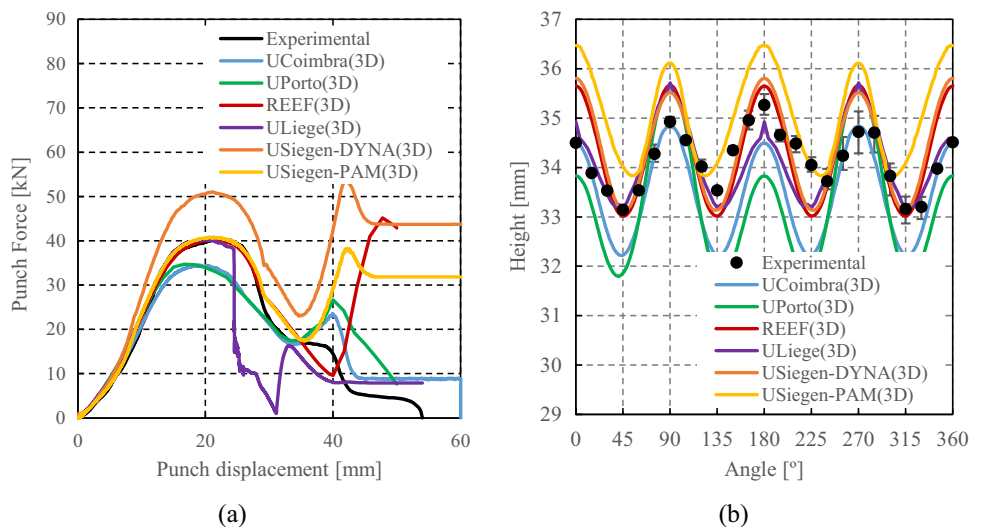 90
80
70
60
50
40
30
20
10
0
Punch Force [kN]
Experimental
UCoimbra(3D)
UPorto(3D)
REEF(3D)
ULiege(3D)
USiegen-DYNA(3D)
USiegen-PAM(3D)
0 20 40 60
Punch displacement [mm]
(a)
37
36
35
34
33
32
31
30
29
Height [mm]
Experimental
UCoimbra(3D)
UPorto(3D)
REEF(3D)
ULiege(3D)
USiegen-DYNA(3D)
USiegen-PAM(3D)
0 45 90 135 180 225 270 315 360
Angle [º]
(b)